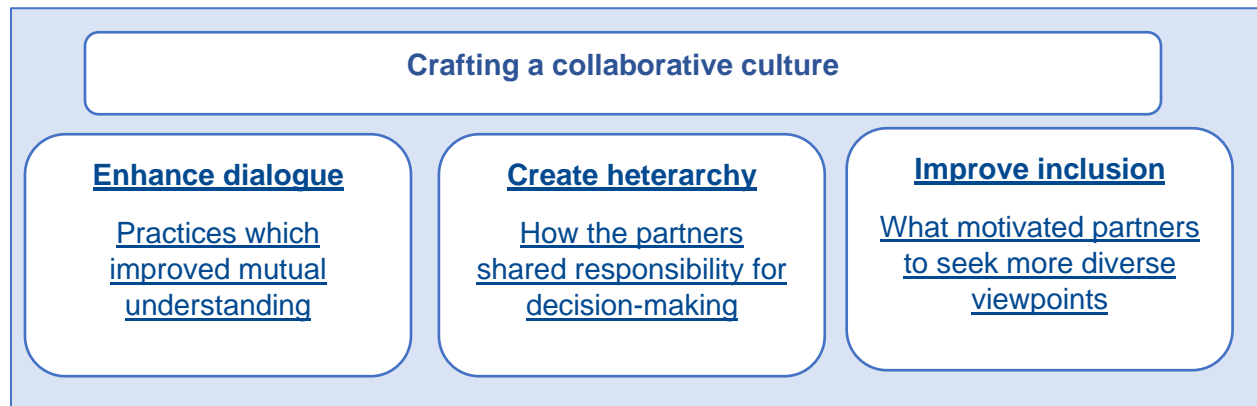 Crafting a collaborative culture
Enhance dialogue
Practices which
improved mutual
understanding
Create heterarchy
How the partners
shared responsibility for
decision-making
Improve inclusion
What motivated partners
to seek more diverse
viewpoints